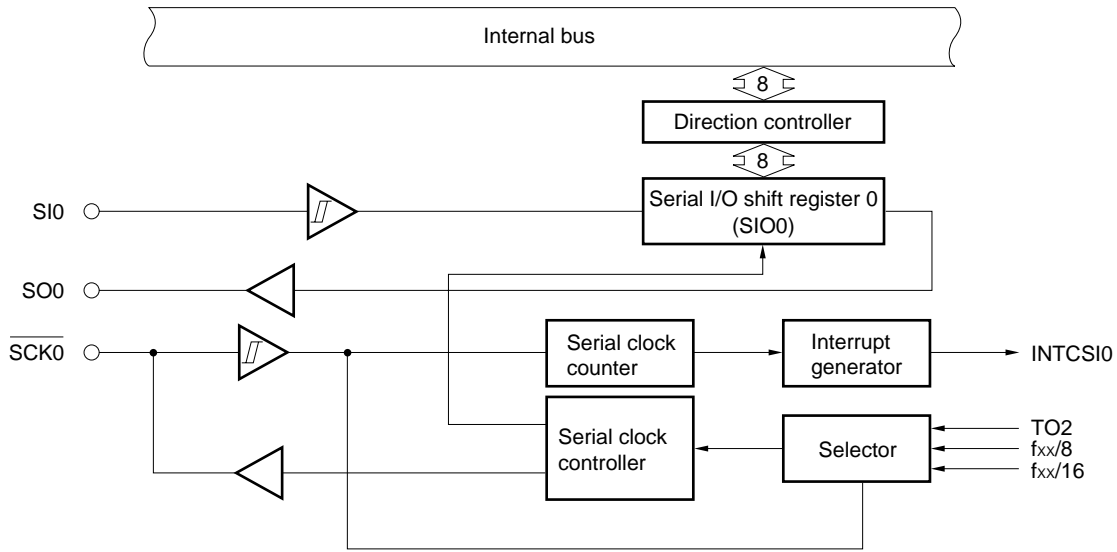 Internal bus
8
Direction controller
8
SI0
Serial I/O shift register 0
(SIO0)
SO0
SCK0
Serial clock
counter
Interrupt
generator
INTCSI0
Serial clock
controller
Selector
TO2
fxx/8
fxx/16